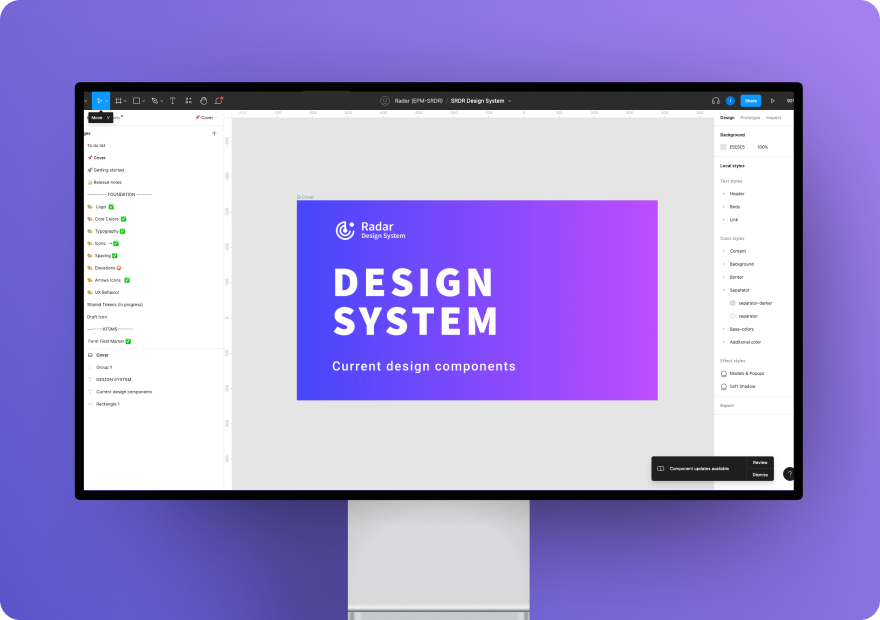 Radar (EPM-SRDR) / SRDR Design System
Share
Move V
Cover
To do list
Cover
Getting started
Release notes
FOUNDATION
Logo
Core Colors
Typography
Icons →
Spacing
Elevations
Arrows Icons
UX-Behavior
Shared Tokens (in progress)
Draft Icon
ATOMS
Form Field Marker
Cover
Group 1
DESIGN SYSTEM
Current design components
Rectangle 1
Cover
Radar
Design System
DESIGN
SYSTEM
Current design components
Design Prototype Inspect
Background
E5E5E5 100%
Local styles
Text styles
Header
Body
Link
Color styles
Content
Background
Border
Separator
separator-darker
separator
Base-colors
Additional color
Effect styles
Modals & Popups
Soft Shadow
Export
Component updates available
Review
Dismiss
?